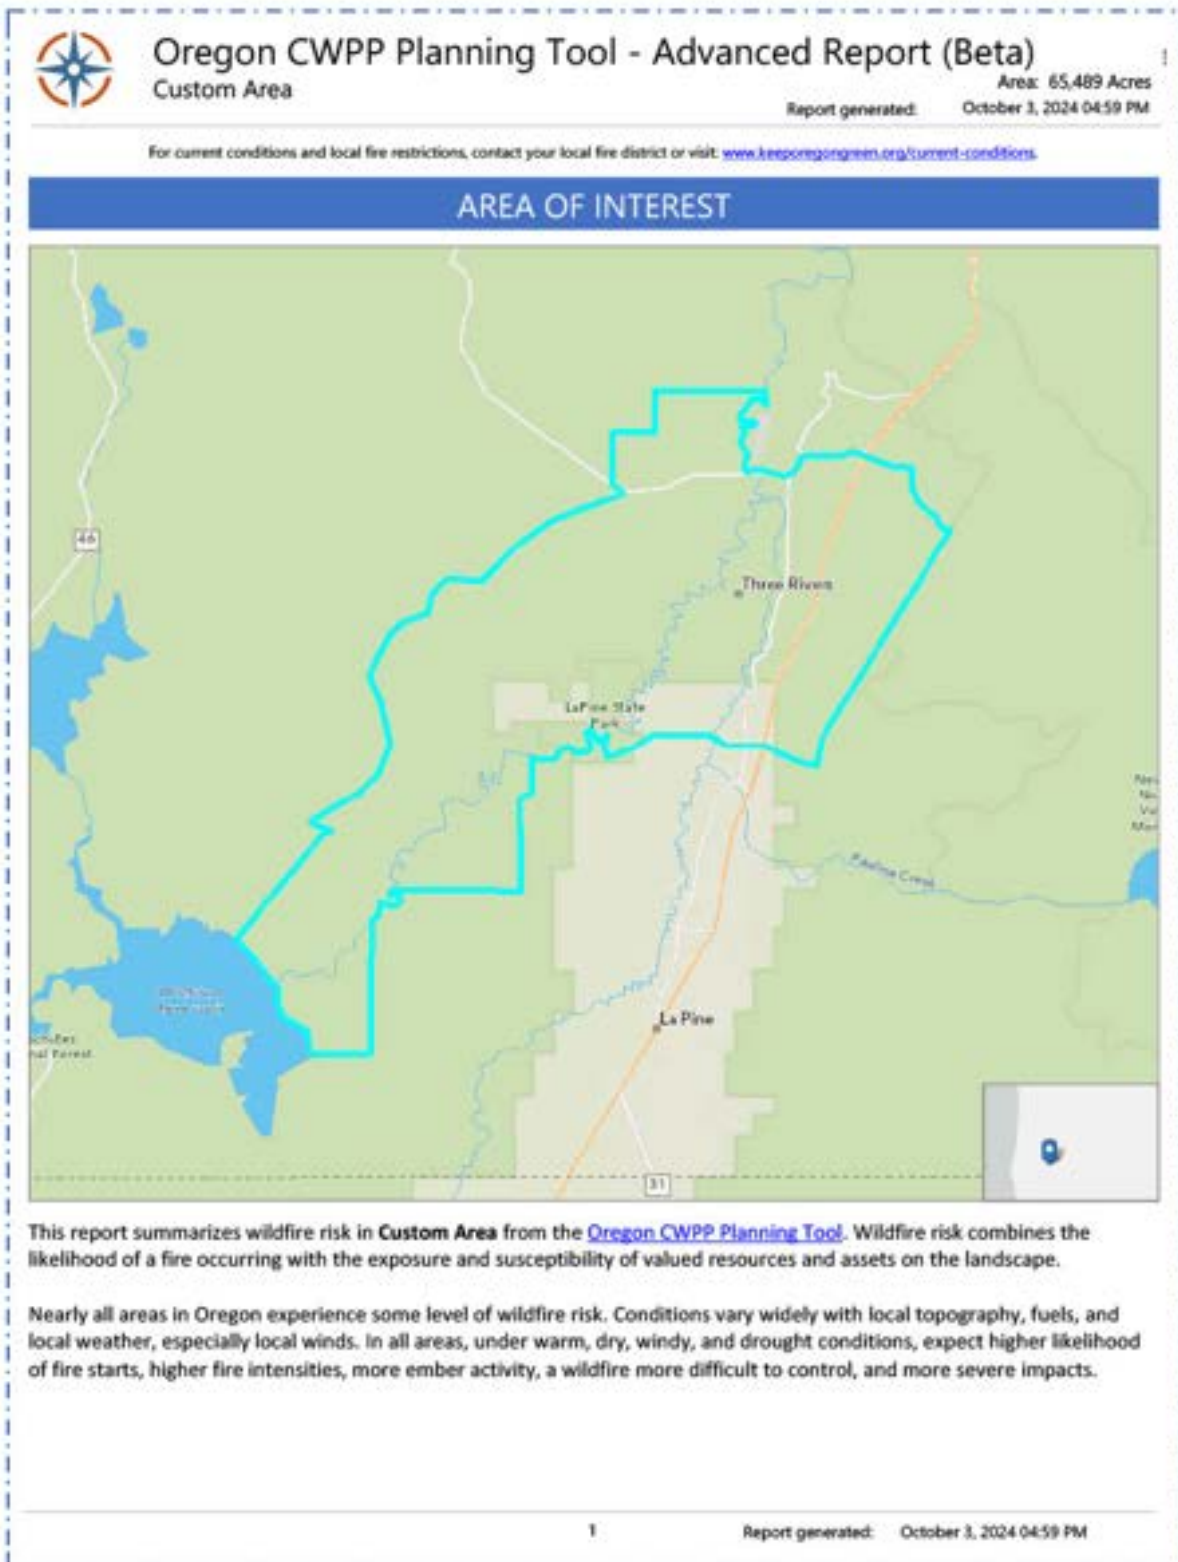 Oregon CWPP Planning Tool - Advanced Report (Beta)
Custom Area
Area: 65,489 Acres
Report generated: October 3, 2024 04:59 PM
For current conditions and local fire restrictions, contact your local fire district or visit: www.keeporegongreen.org/current-conditions.
AREA OF INTEREST
46
Three Rivers
LaPine State
Park
Paulina Creek
La Pine
31
This report summarizes wildfire risk in Custom Area from the Oregon CWPP Planning Tool. Wildfire risk combines the
likelihood of a fire occurring with the exposure and susceptibility of valued resources and assets on the landscape.
Nearly all areas in Oregon experience some level of wildfire risk. Conditions vary widely with local topography, fuels, and
local weather, especially local winds. In all areas, under warm, dry, windy, and drought conditions, expect higher likelihood
of fire starts, higher fire intensities, more ember activity, a wildfire more difficult to control, and more severe impacts.
1
Report generated: October 3, 2024 04:59 PM